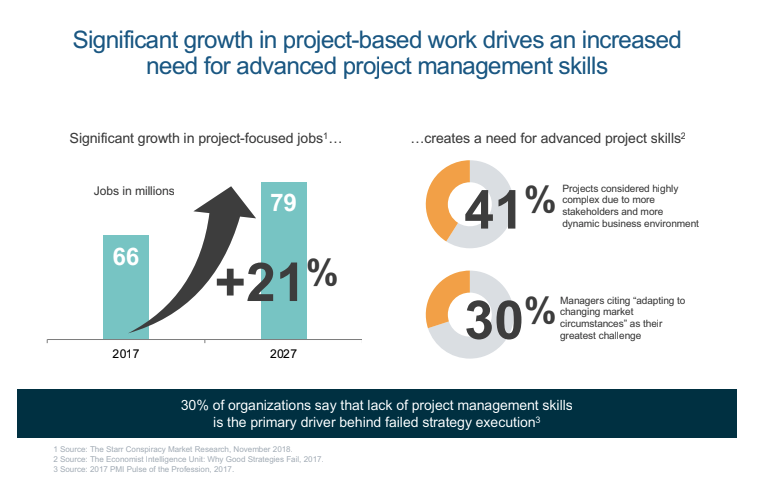 Significant growth in project-based work drives an increased
need for advanced project management skills
Significant growth in project-focused jobs¹…
Jobs in millions
66
79
+21%
2017
2027
…creates a need for advanced project skills²
41%
Projects considered highly
complex due to more
stakeholders and more
dynamic business environment
30%
Managers citing “adapting to
changing market
circumstances” as their
greatest challenge
30% of organizations say that lack of project management skills
is the primary driver behind failed strategy execution³
1 Source: The Starr Conspiracy Market Research, November 2018.
2 Source: The Economist Intelligence Unit: Why Good Strategies Fail, 2017.
3 Source: 2017 PMI Pulse of the Profession, 2017.